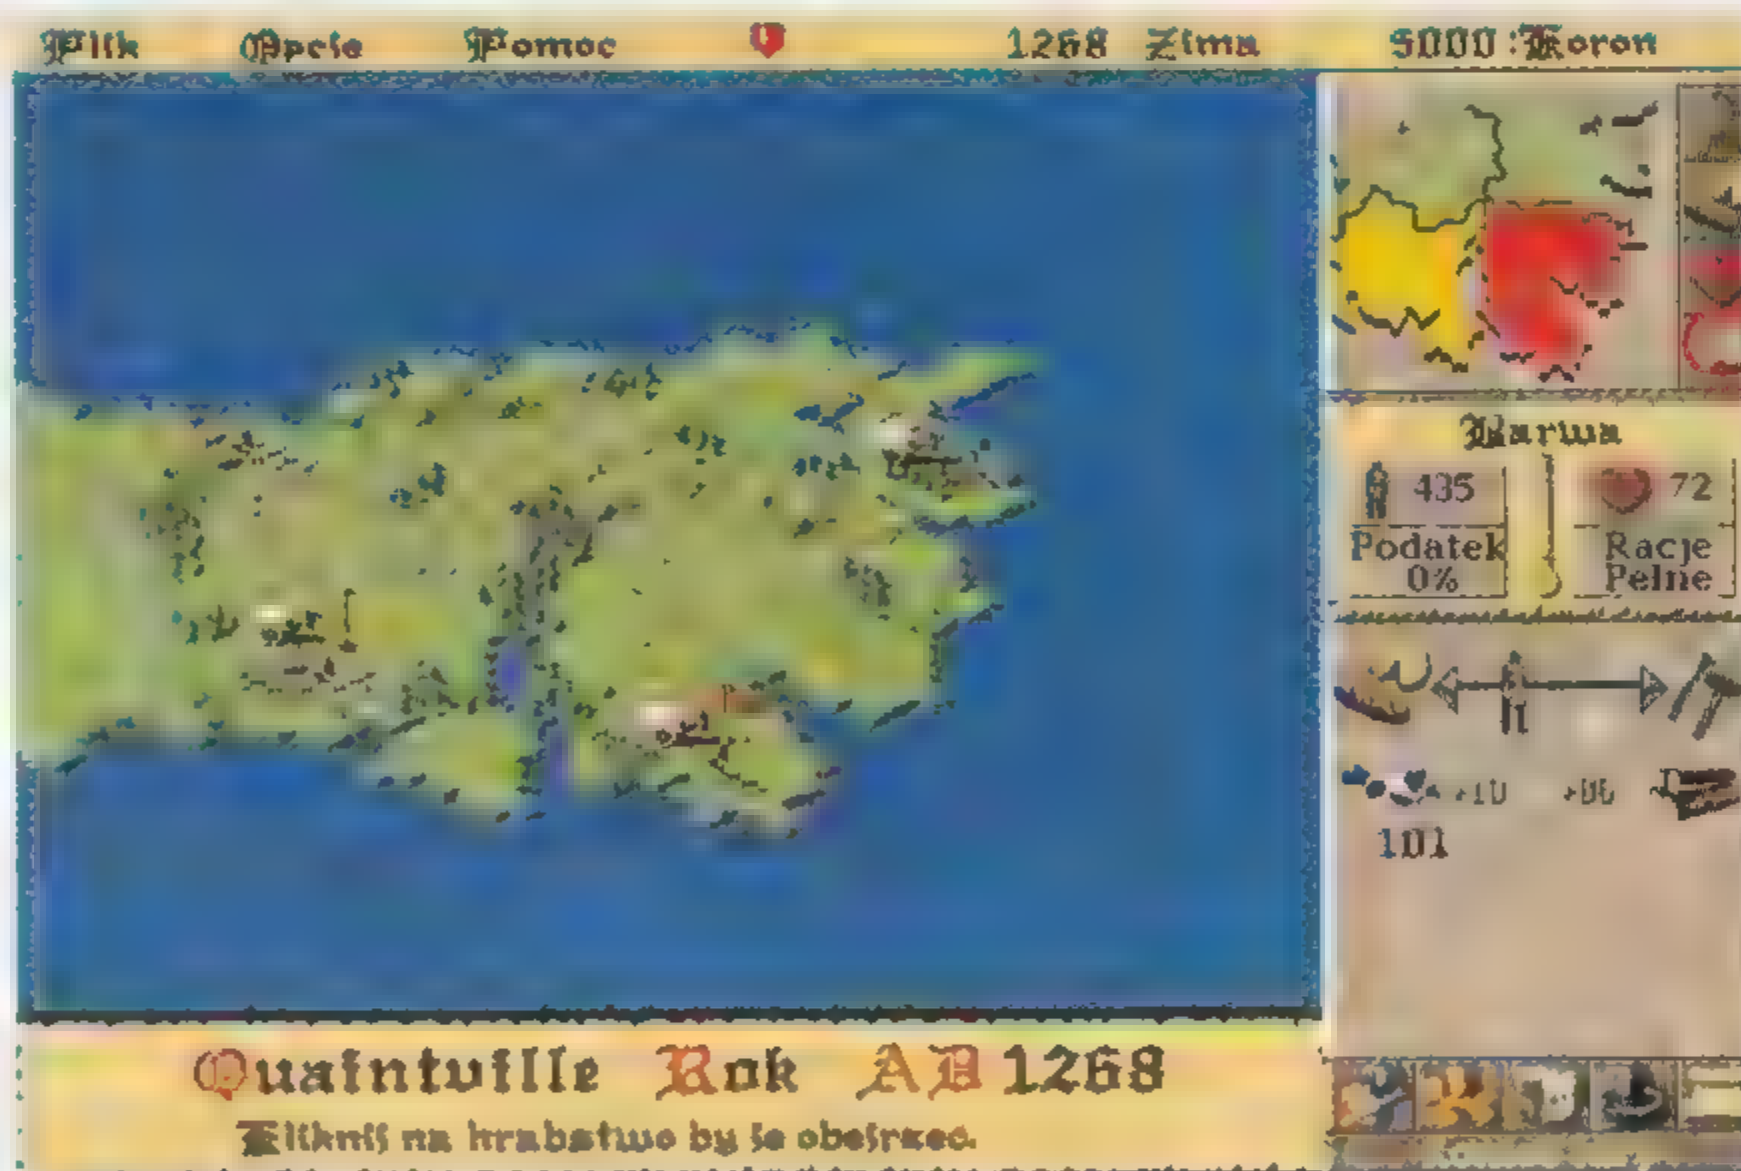 Plik Opcje Pomoc 1268 Zima 5000 :Koron
435 72
Podatek Racje
0% Pełne
101
Quaintville Rok AD 1268
Kliknij na hrabstwo by je obejrzeć.